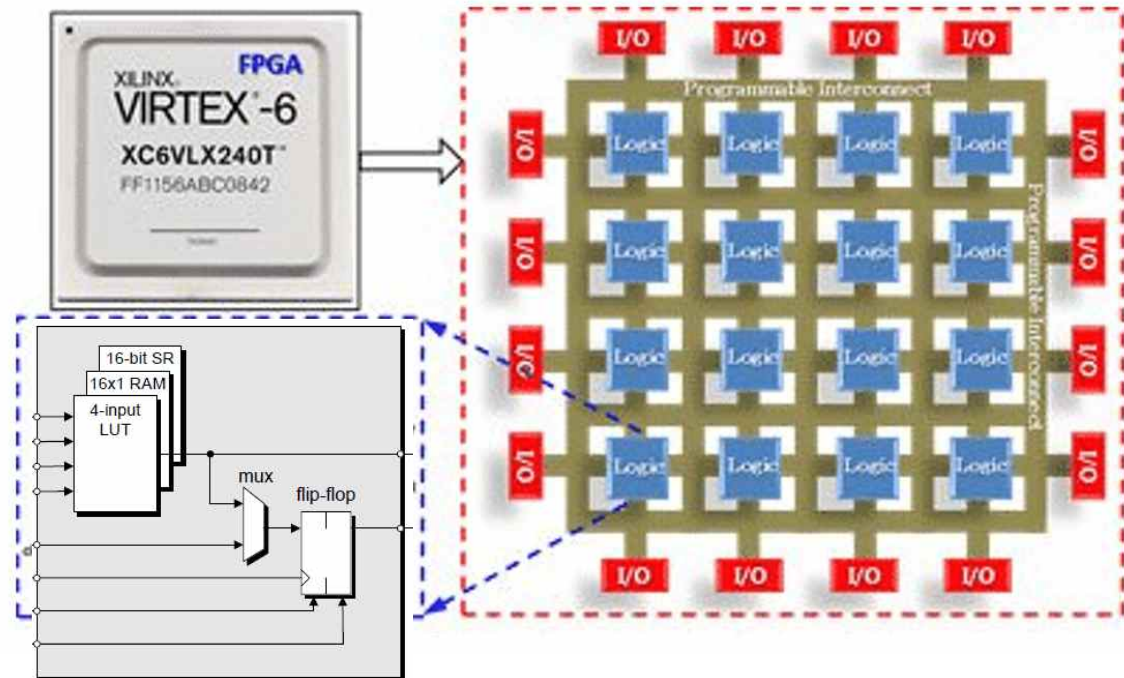 FPGA
XILINX®
VIRTEX®-6
XC6VLX240T™
FF1156ABC0842
I/O I/O I/O I/O
Programmable Interconnect
I/O Logic Logic Logic Logic I/O
Programmable Interconnect
I/O Logic Logic Logic Logic I/O
I/O Logic Logic Logic Logic I/O
I/O Logic Logic Logic Logic I/O
I/O I/O I/O I/O
16-bit SR
16x1 RAM
4-input
LUT
mux
flip-flop
d